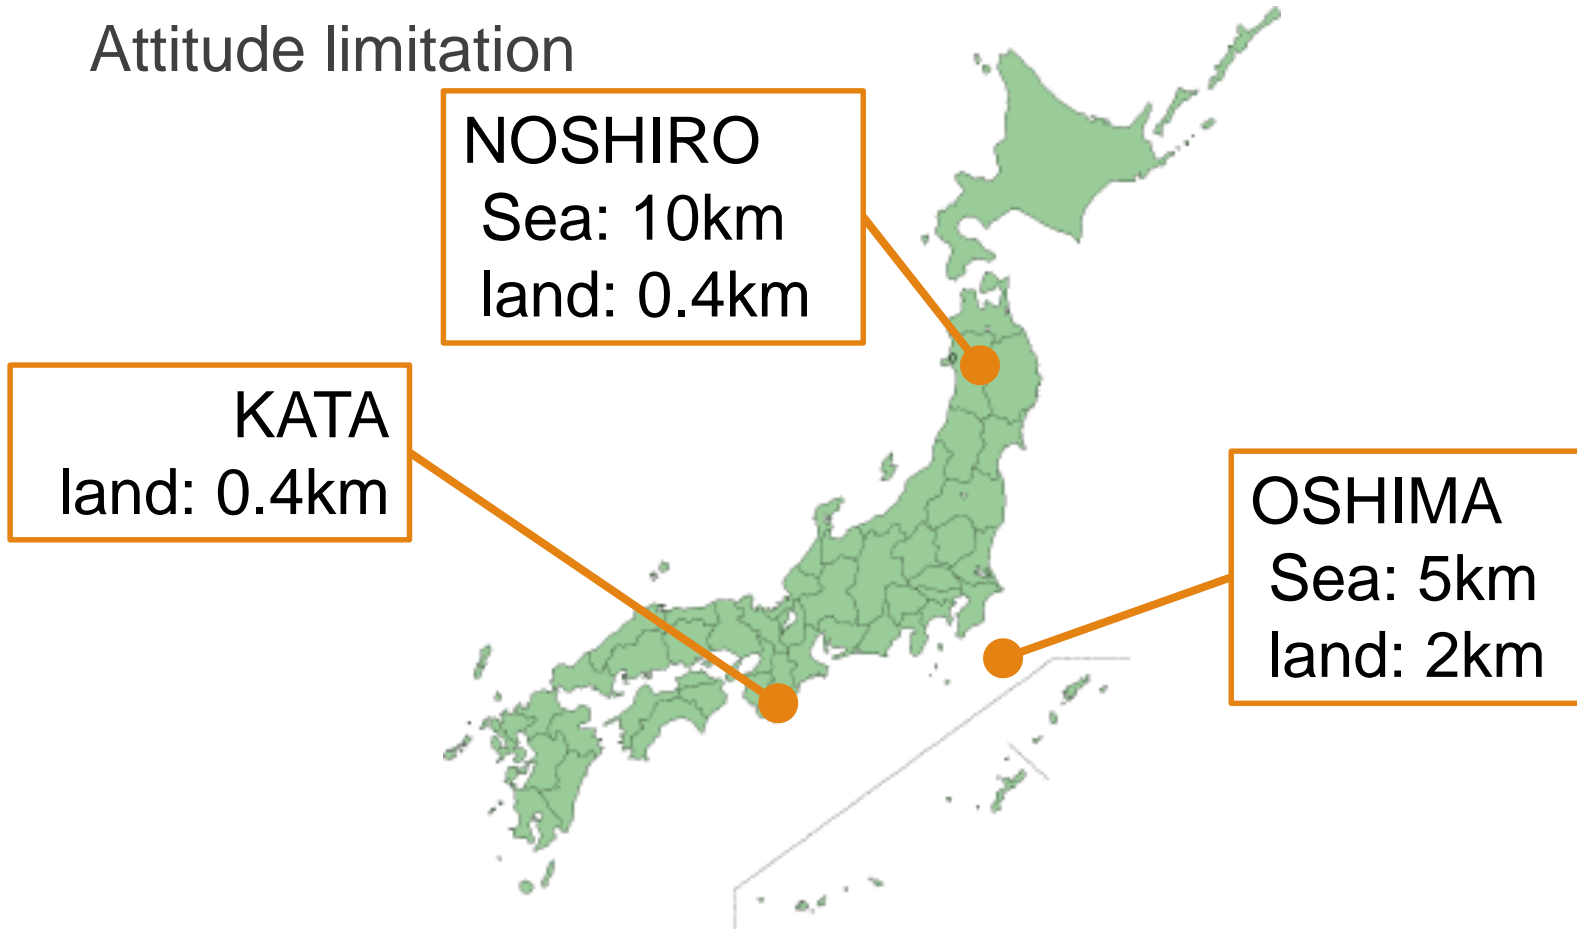 Attitude limitation
NOSHIRO
Sea: 10km
land: 0.4km
KATA
land: 0.4km
OSHIMA
Sea: 5km
land: 2km